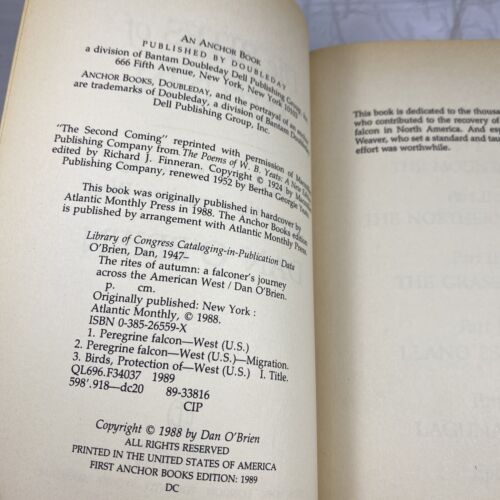 AN ANCHOR BOOK
PUBLISHED BY DOUBLEDAY
a division of Bantam Doubleday Dell Publishing Group, Inc.
666 Fifth Avenue, New York, New York 10103
ANCHOR BOOKS, DOUBLEDAY, and the portrayal of an anchor
are trademarks of Doubleday, a division of Bantam Doubleday
Dell Publishing Group, Inc.
"The Second Coming" reprinted with permission of
Publishing Company from The Poems of W. B. Yeats: A New
edited by Richard J. Finneran. Copyright © 1924 by
Publishing Company, renewed 1952 by Bertha Georgie
This book was originally published in hardcover by
Atlantic Monthly Press in 1988. The Anchor Books edition
is published by arrangement with Atlantic Monthly Press.
Library of Congress Cataloging-in-Publication Data
O'Brien, Dan, 1947–
The rites of autumn: a falconer's journey
across the American West / Dan O'Brien.
p. cm.
Originally published: New York :
Atlantic Monthly, © 1988.
ISBN 0-385-26559-X
1. Peregrine falcon—West (U.S.)
2. Peregrine falcon—West (U.S.)—Migration.
3. Birds, Protection of—West (U.S.) I. Title.
QL696.F34O37 1989
598'.918—dc20 89-33816
CIP
Copyright © 1988 by Dan O'Brien
ALL RIGHTS RESERVED
PRINTED IN THE UNITED STATES OF AMERICA
FIRST ANCHOR BOOKS EDITION: 1989
DC
This book is dedicated to the
who contributed to the recovery of
falcon in North America. And
Weaver, who set a standard and
effort was worthwhile.